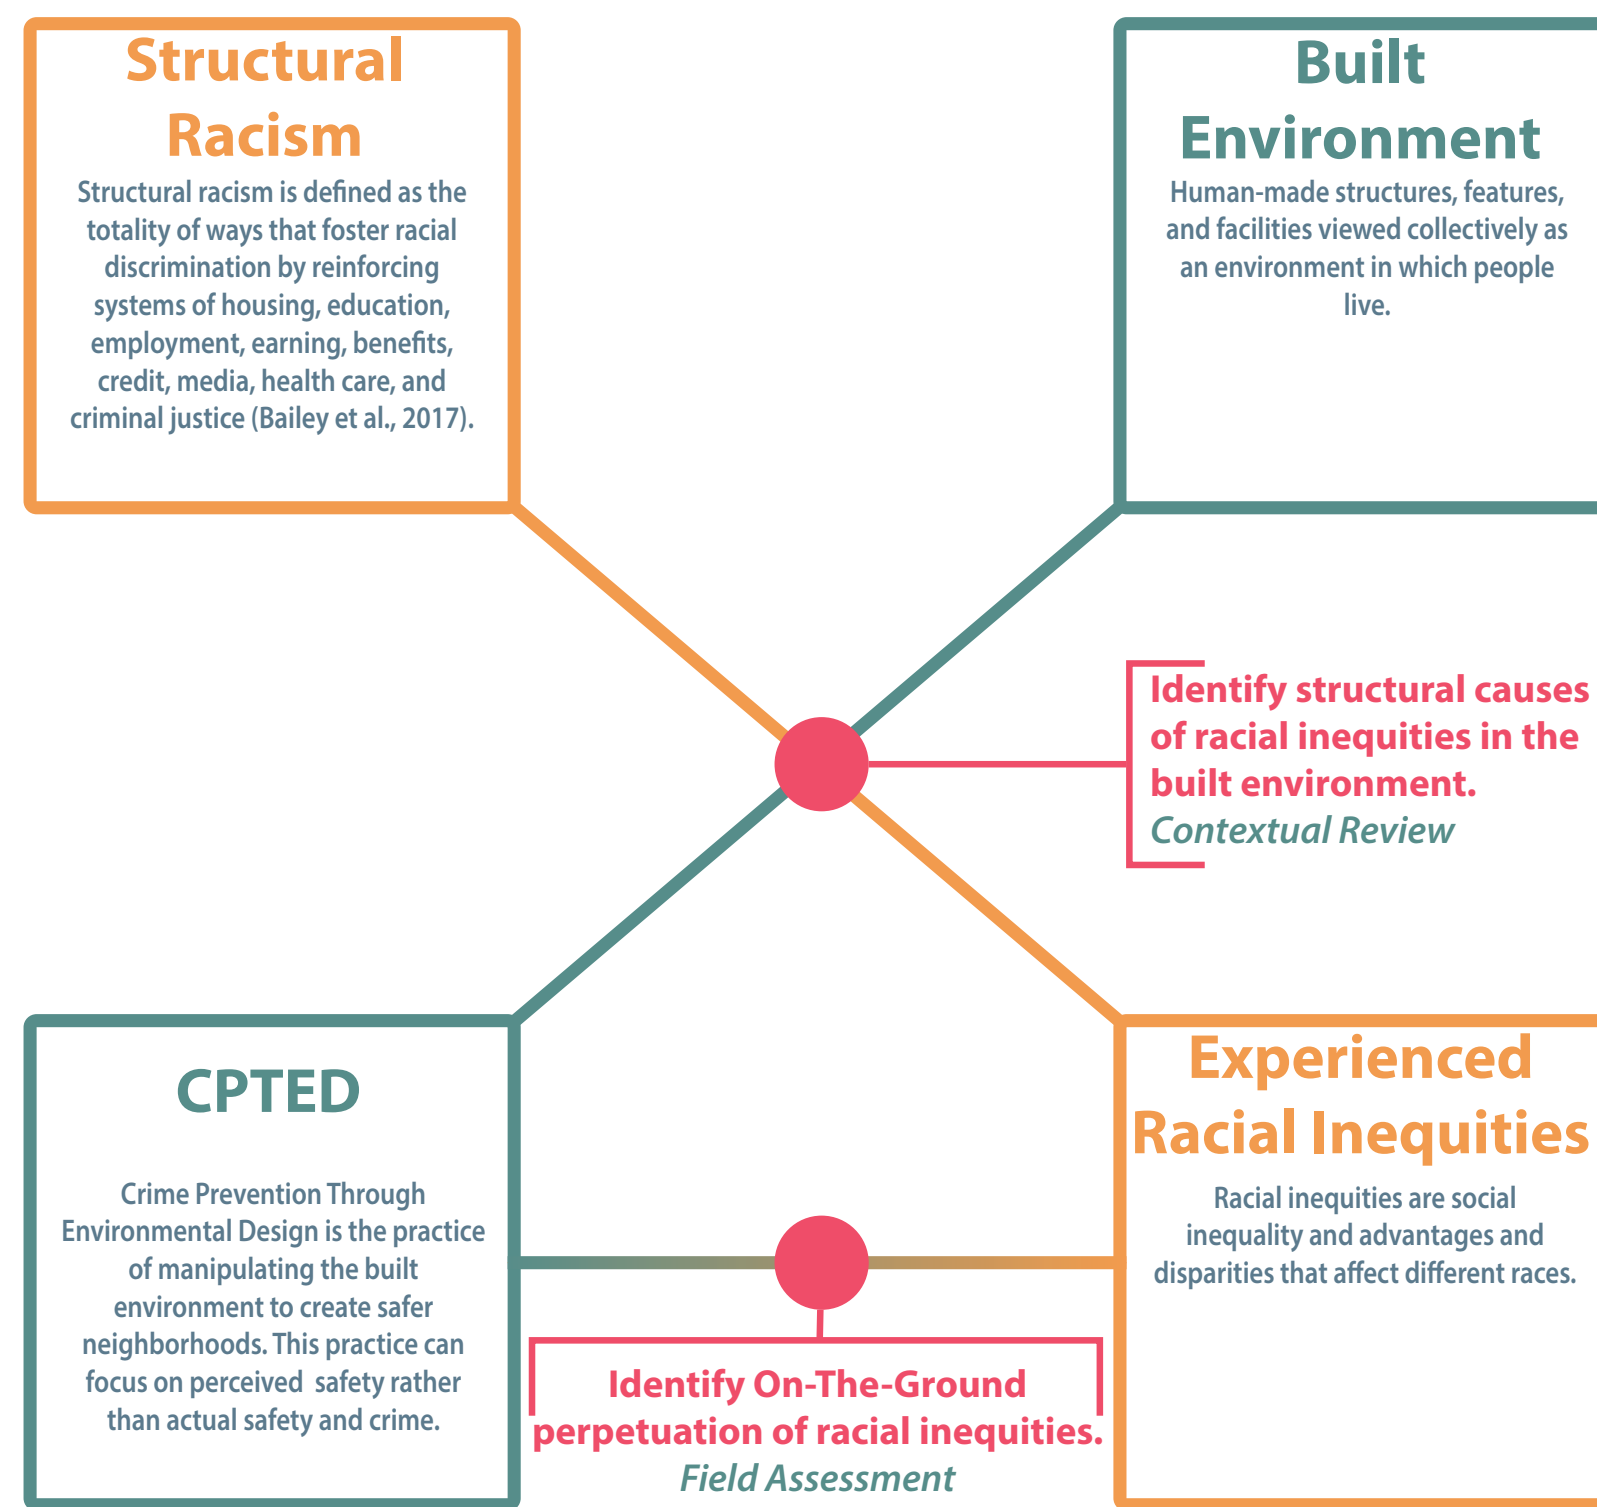 Structural
Racism
Structural racism is defined as the
totality of ways that foster racial
discrimination by reinforcing
systems of housing, education,
employment, earning, benefits,
credit, media, health care, and
criminal justice (Bailey et al., 2017).
Built
Environment
Human-made structures, features,
and facilities viewed collectively as
an environment in which people
live.
Identify structural causes
of racial inequities in the
built environment.
Contextual Review
CPTED
Crime Prevention Through
Environmental Design is the practice
of manipulating the built
environment to create safer
neighborhoods. This practice can
focus on perceived safety rather
than actual safety and crime.
Identify On-The-Ground
perpetuation of racial inequities.
Field Assessment
Experienced
Racial Inequities
Racial inequities are social
inequality and advantages and
disparities that affect different races.